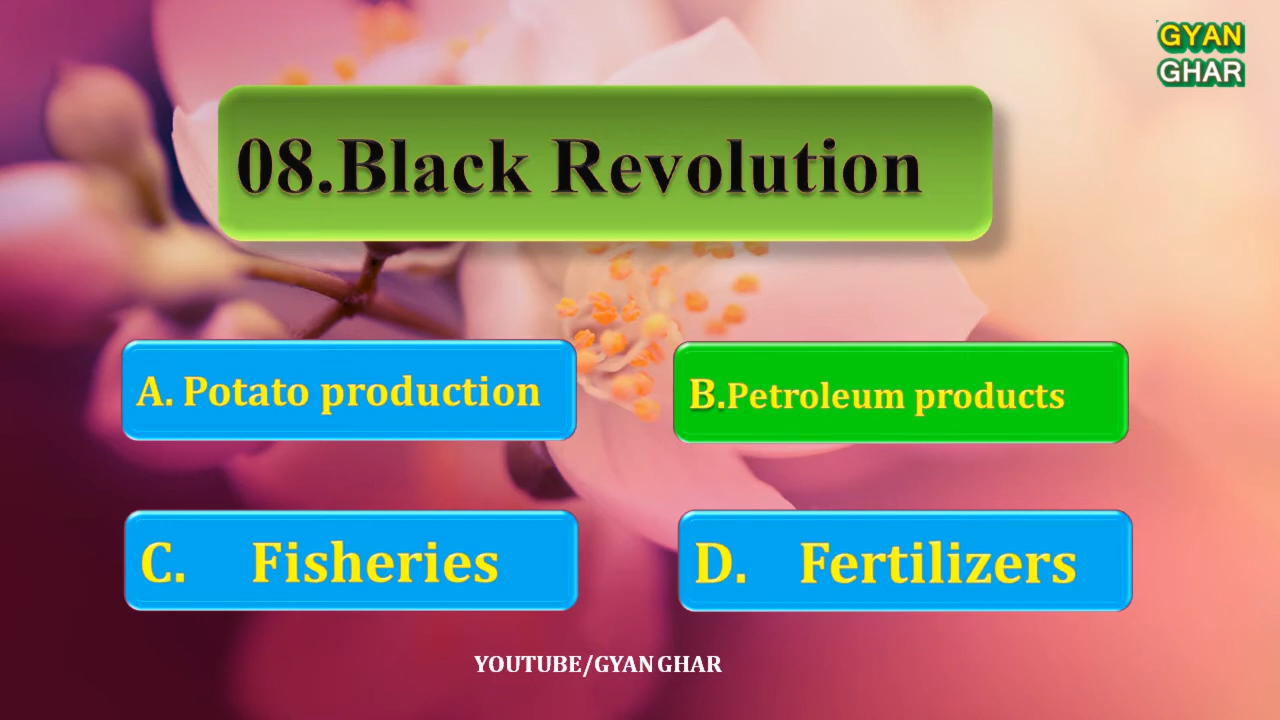 GYAN
GHAR
08.Black Revolution
A. Potato production
B.Petroleum products
C. Fisheries
D. Fertilizers
YOUTUBE/GYAN GHAR